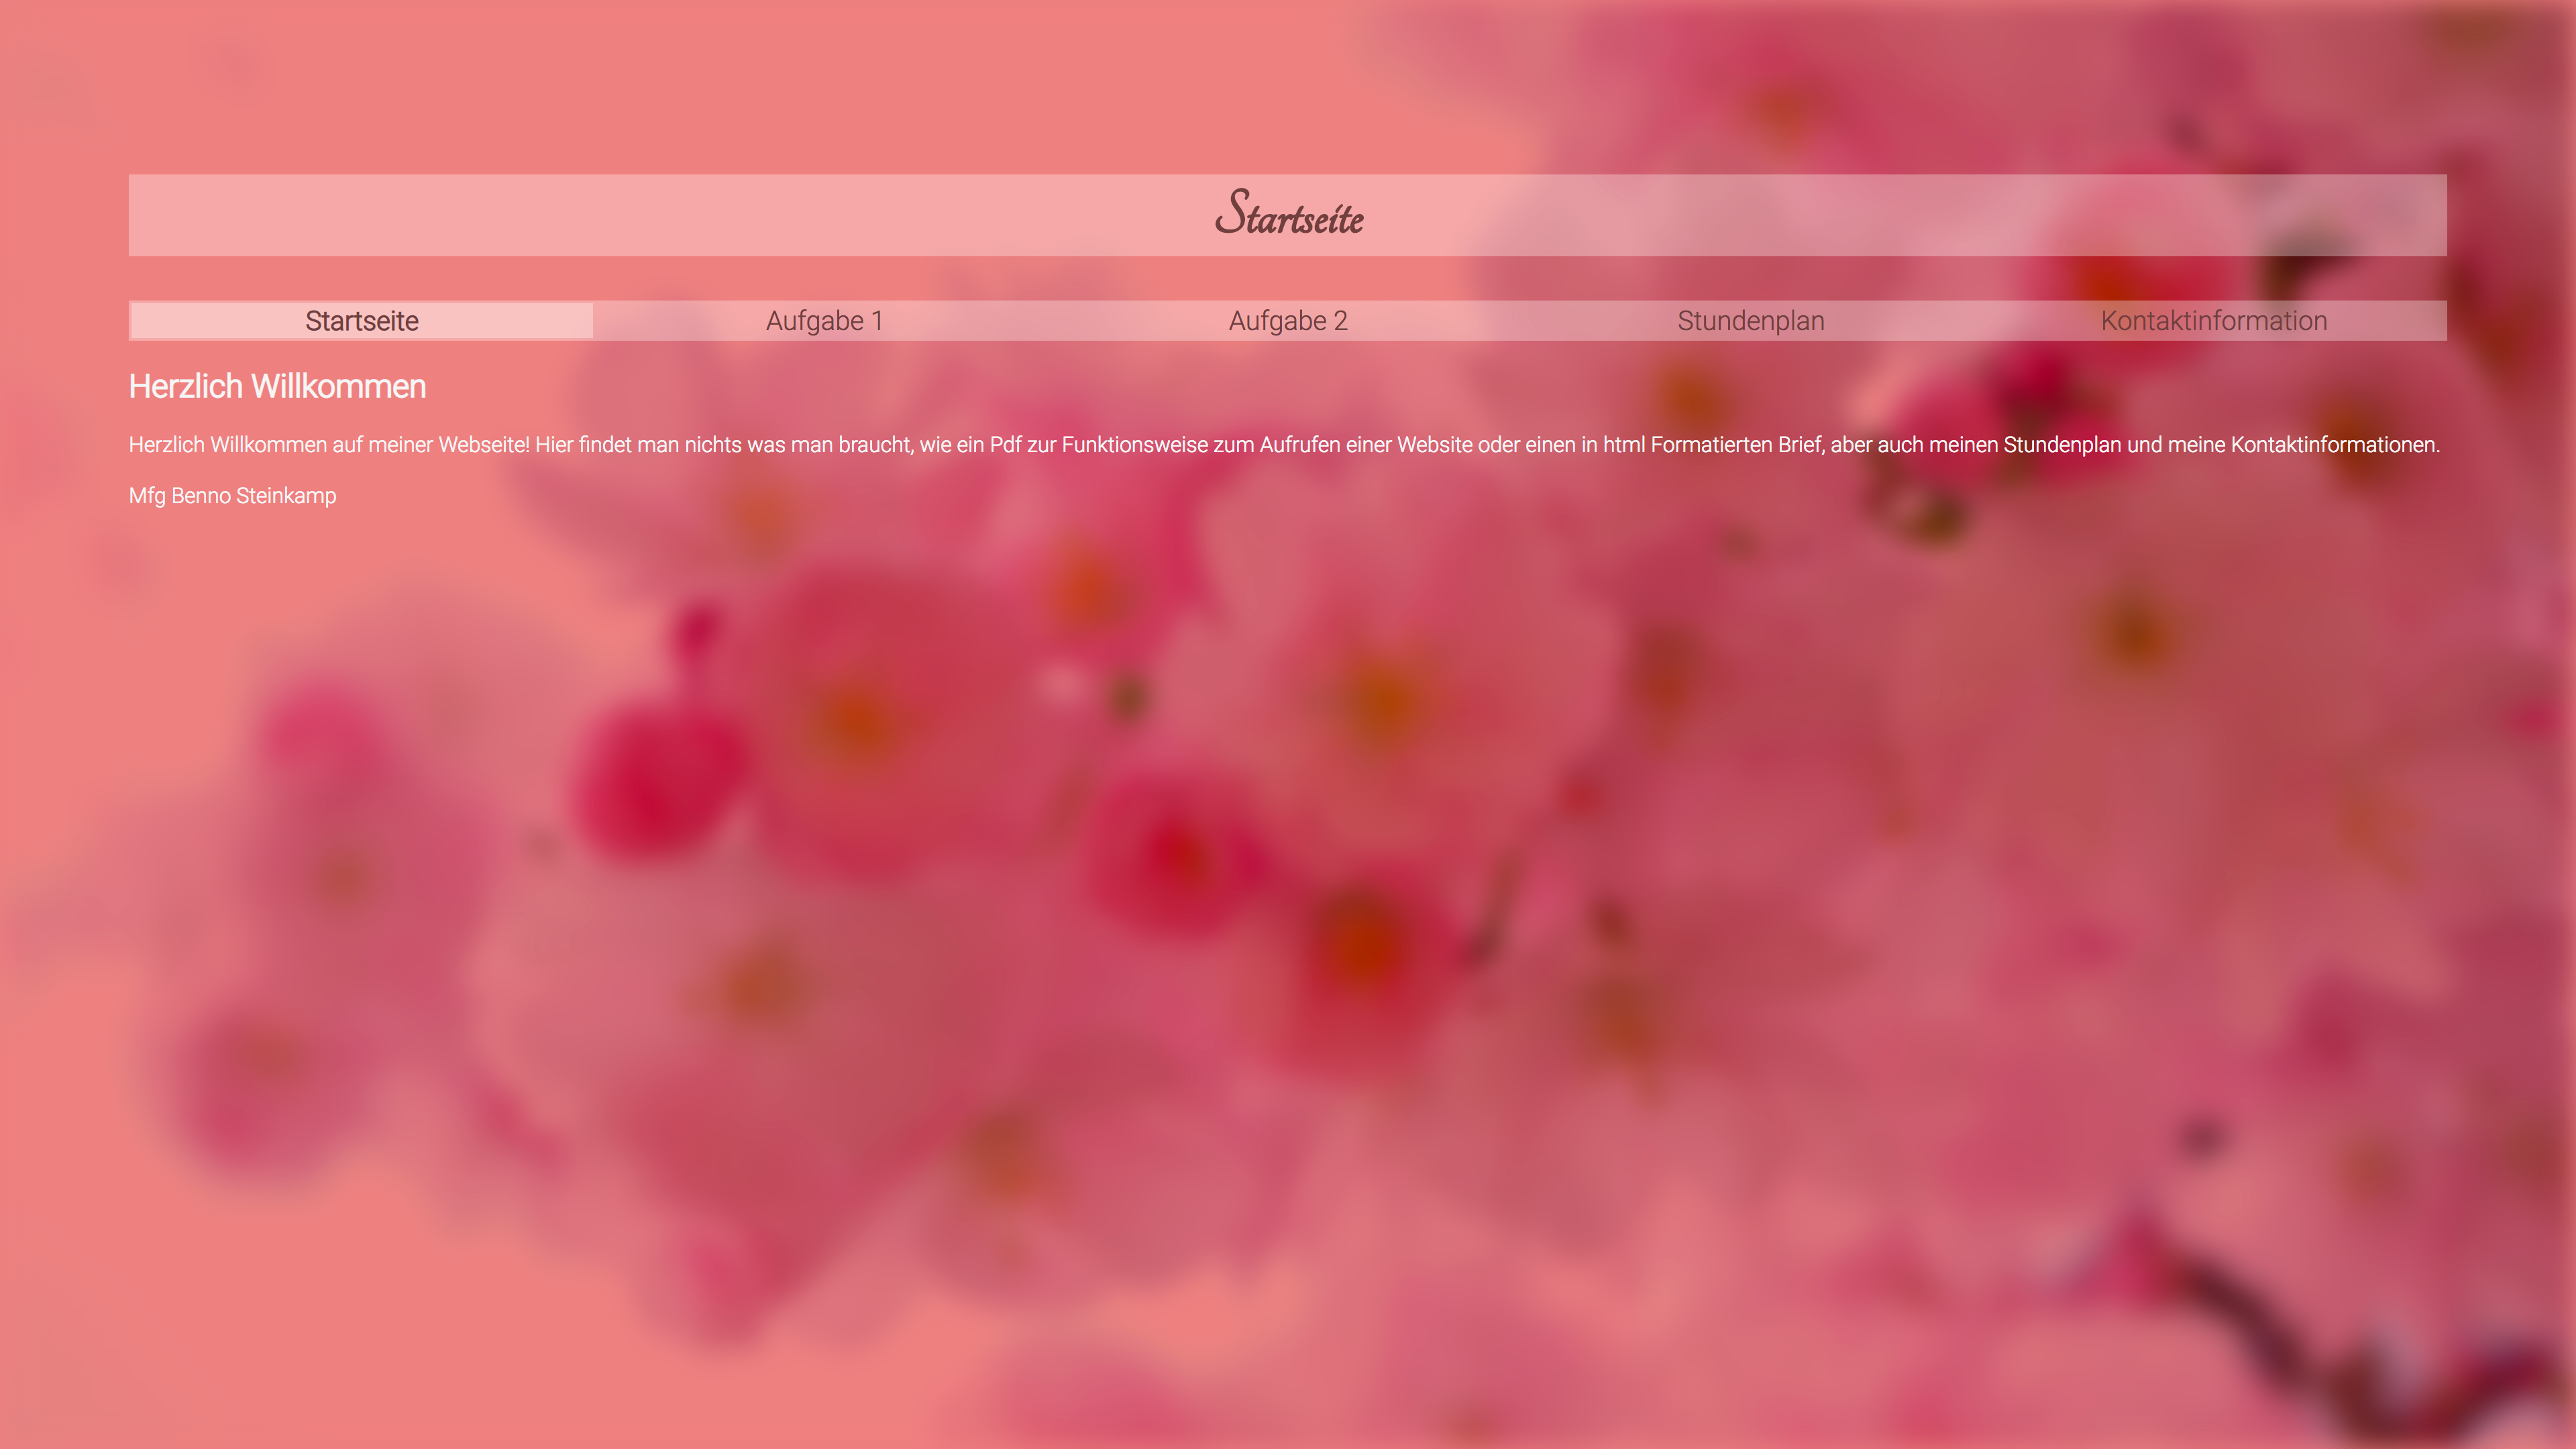 Startseite
Startseite Aufgabe 1 Aufgabe 2 Stundenplan Kontaktinformation
Herzlich Willkommen
Herzlich Willkommen auf meiner Webseite! Hier findet man nichts was man braucht, wie ein Pdf zur Funktionsweise zum Aufrufen einer Website oder einen in html Formatierten Brief, aber auch meinen Stundenplan und meine Kontaktinformationen.
Mfg Benno Steinkamp